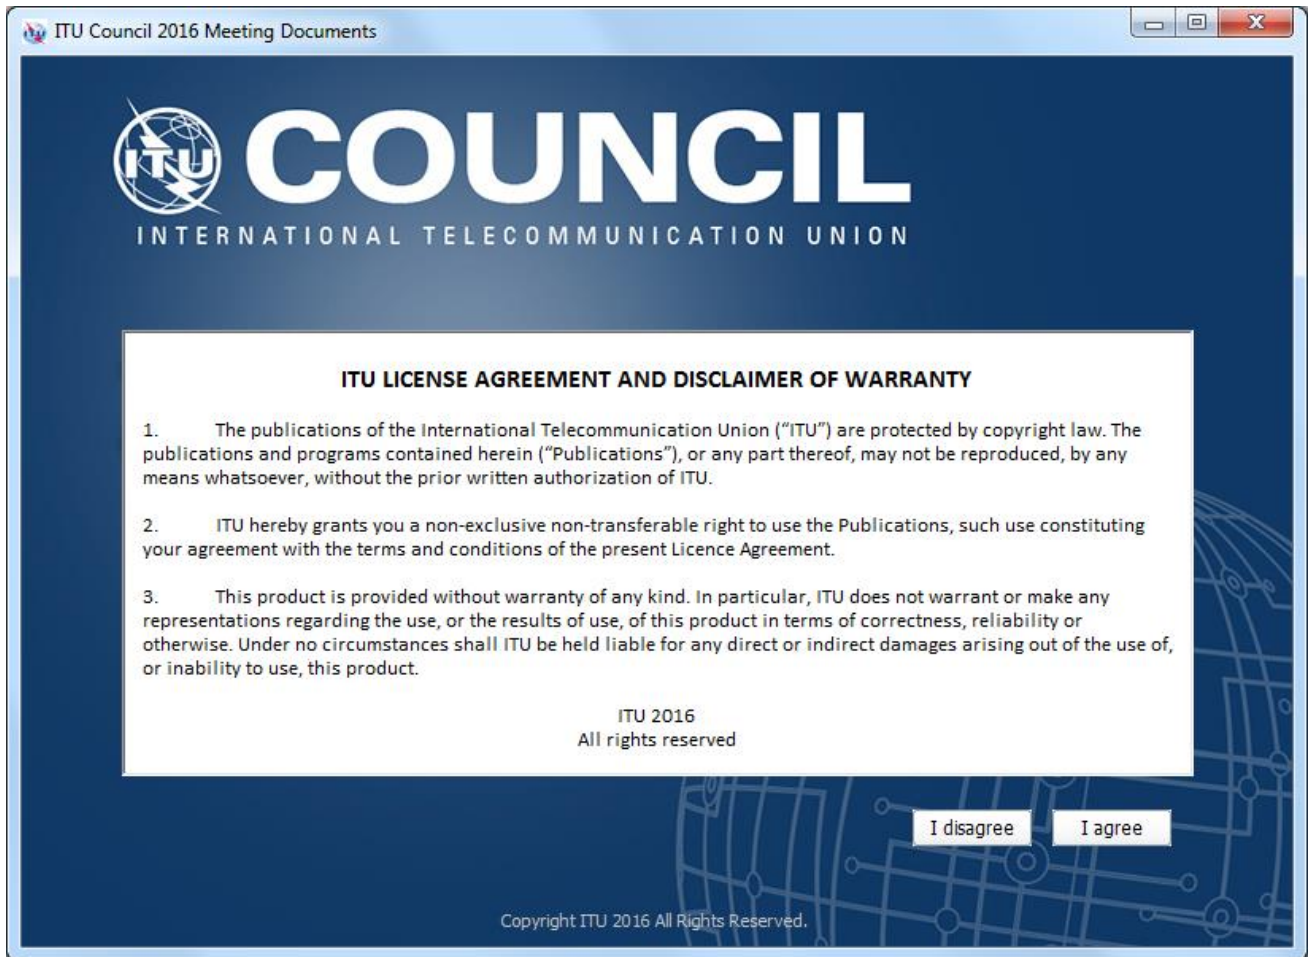 ITU Council 2016 Meeting Documents
ITU
COUNCIL
INTERNATIONAL TELECOMMUNICATION UNION
ITU LICENSE AGREEMENT AND DISCLAIMER OF WARRANTY
1. The publications of the International Telecommunication Union (“ITU”) are protected by copyright law. The
publications and programs contained herein (“Publications”), or any part thereof, may not be reproduced, by any
means whatsoever, without the prior written authorization of ITU.
2. ITU hereby grants you a non-exclusive non-transferable right to use the Publications, such use constituting
your agreement with the terms and conditions of the present Licence Agreement.
3. This product is provided without warranty of any kind. In particular, ITU does not warrant or make any
representations regarding the use, or the results of use, of this product in terms of correctness, reliability or
otherwise. Under no circumstances shall ITU be held liable for any direct or indirect damages arising out of the use of,
or inability to use, this product.
ITU 2016
All rights reserved
I disagree
I agree
Copyright ITU 2016 All Rights Reserved.